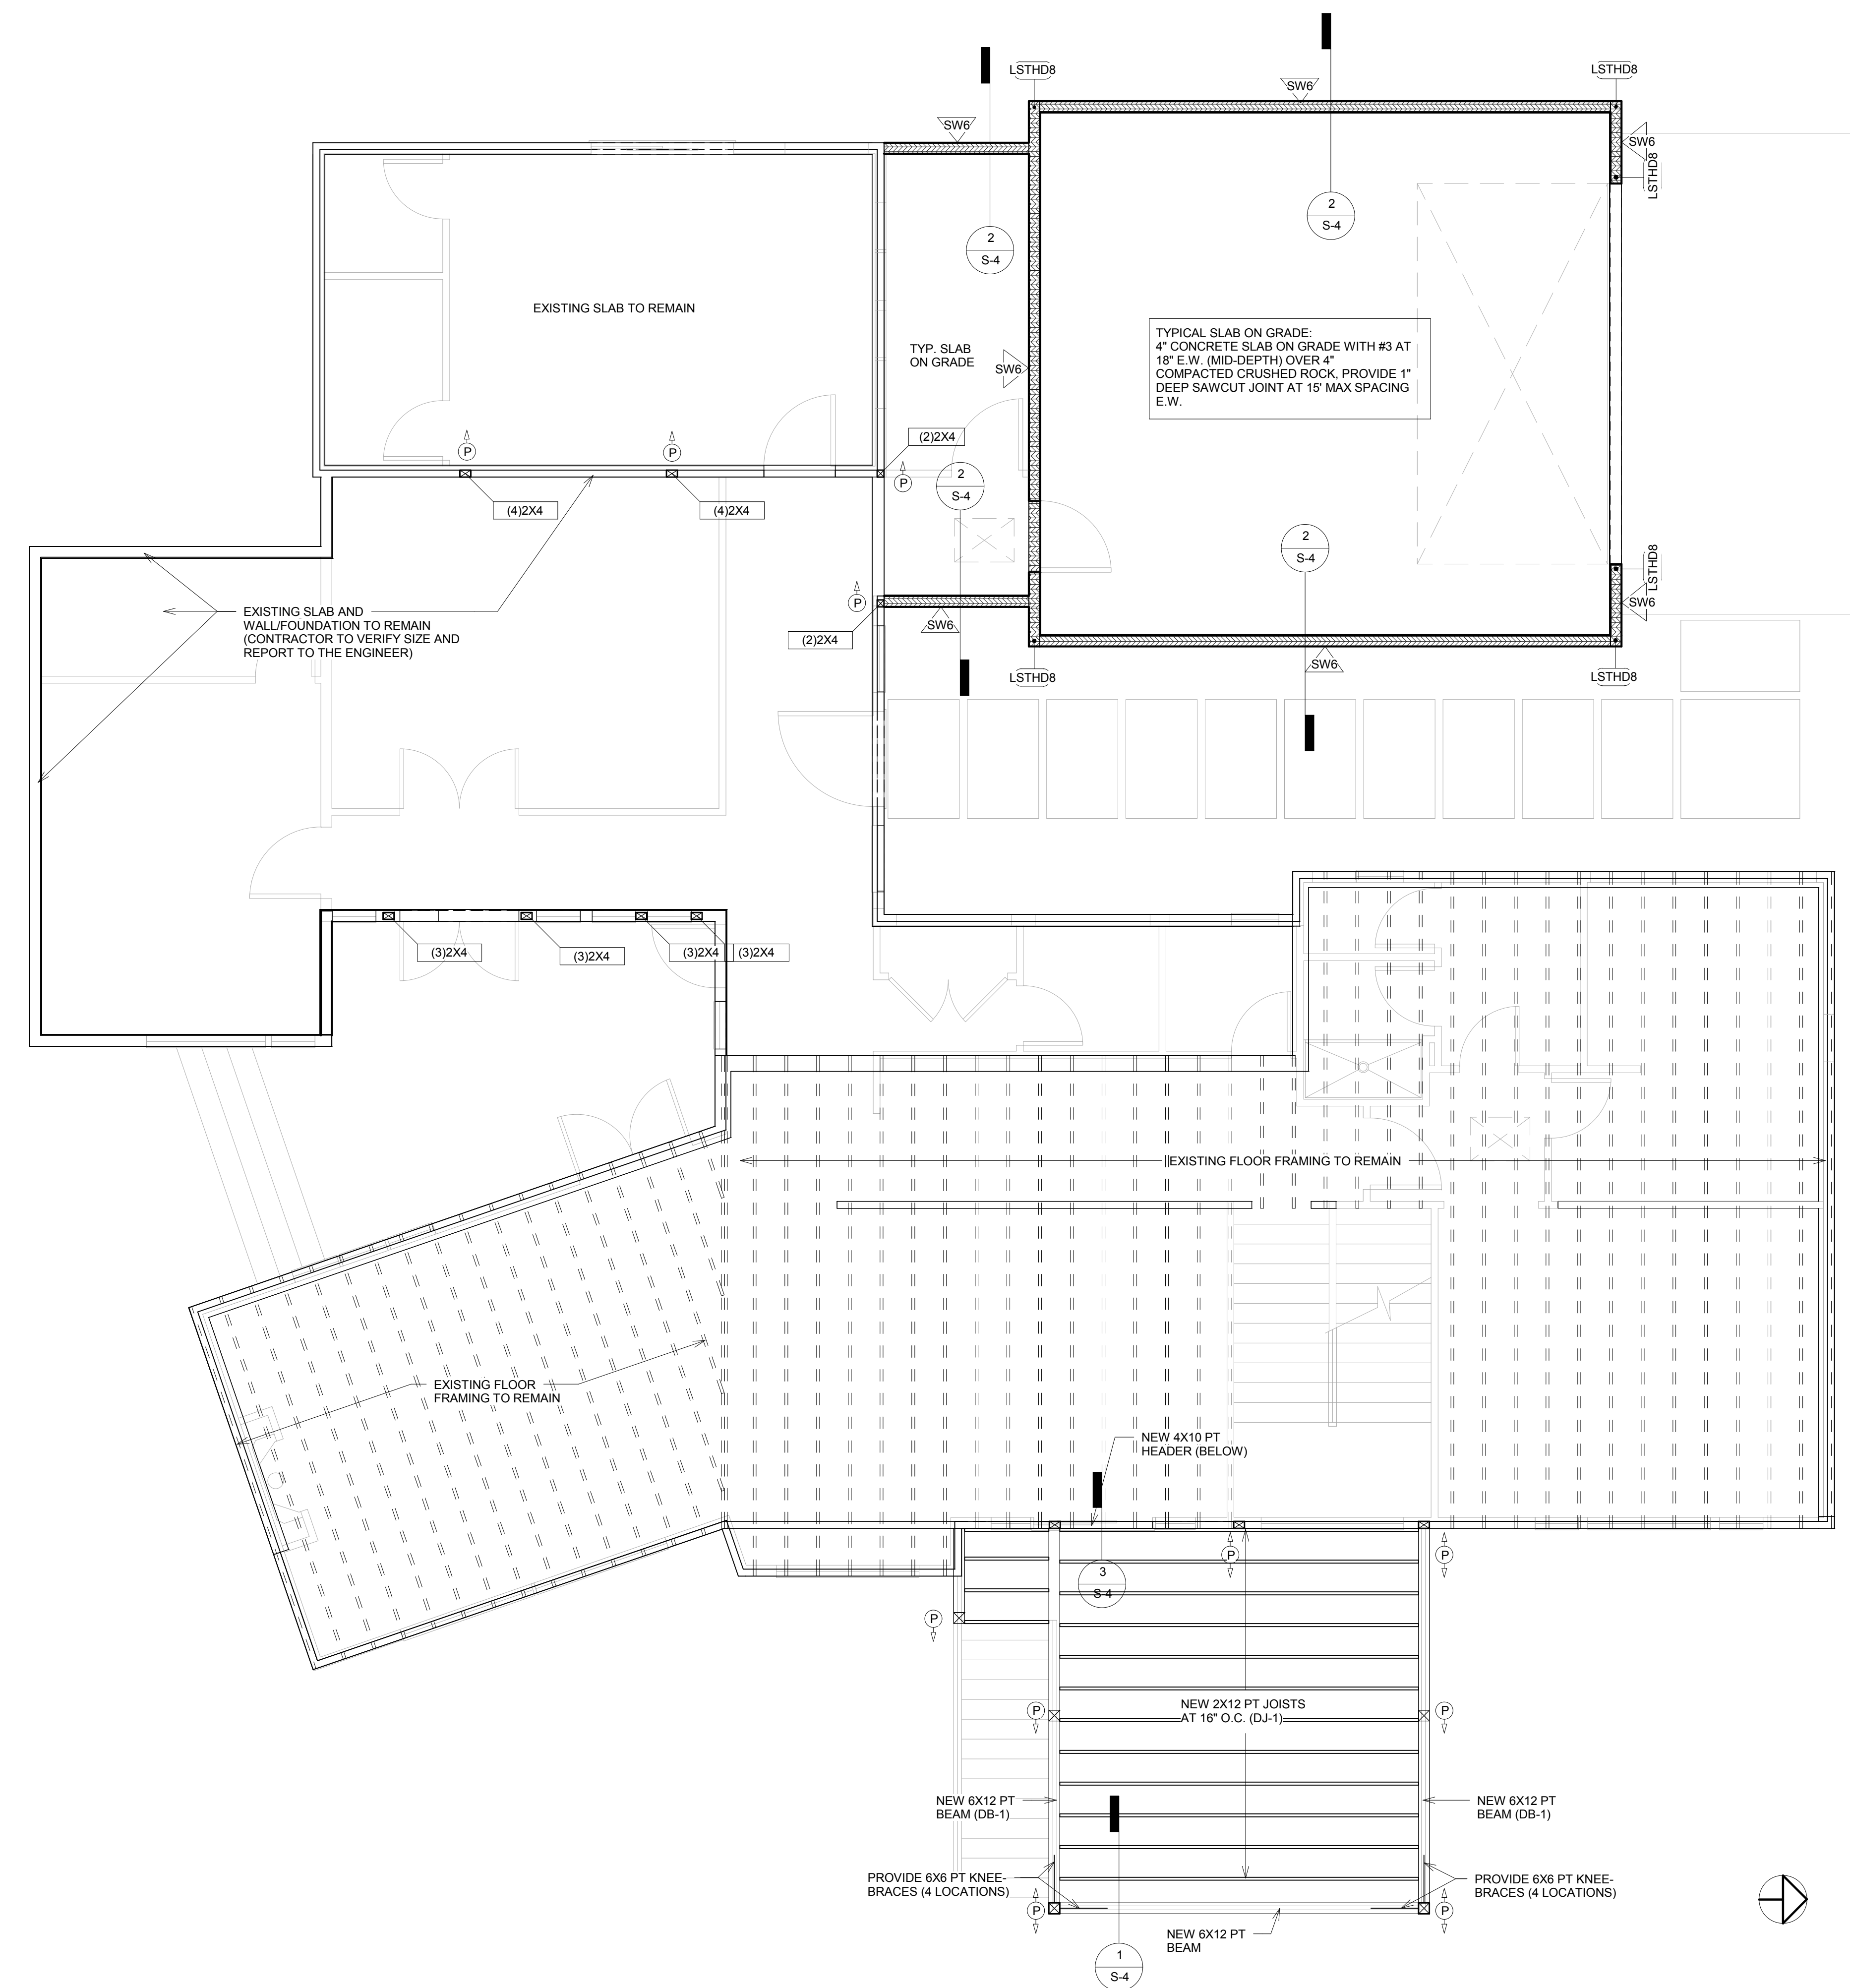 LSTHD8
LSTHD8
SW6
SW6
SW6
LSTHD8
2
S-4
2
S-4
EXISTING SLAB TO REMAIN
TYP. SLAB
ON GRADE
SW6
TYPICAL SLAB ON GRADE:
4" CONCRETE SLAB ON GRADE WITH #3 AT
18" E.W. (MID-DEPTH) OVER 4"
COMPACTED CRUSHED ROCK, PROVIDE 1"
DEEP SAWCUT JOINT AT 15' MAX SPACING
E.W.
P
P
(2)2X4
P
2
S-4
(4)2X4
(4)2X4
2
S-4
LSTHD8
SW6
P
(2)2X4
SW6
EXISTING SLAB AND
WALL/FOUNDATION TO REMAIN
(CONTRACTOR TO VERIFY SIZE AND
REPORT TO THE ENGINEER)
SW6
LSTHD8
LSTHD8
(3)2X4
(3)2X4
(3)2X4
(3)2X4
EXISTING FLOOR FRAMING TO REMAIN
EXISTING FLOOR
FRAMING TO REMAIN
NEW 4X10 PT
HEADER (BELOW)
P
P
3
S-4
P
NEW 2X12 PT JOISTS
AT 16" O.C. (DJ-1)
P
P
NEW 6X12 PT
BEAM (DB-1)
NEW 6X12 PT
BEAM (DB-1)
PROVIDE 6X6 PT KNEE-
BRACES (4 LOCATIONS)
PROVIDE 6X6 PT KNEE-
BRACES (4 LOCATIONS)
P
P
NEW 6X12 PT
BEAM
1
S-4